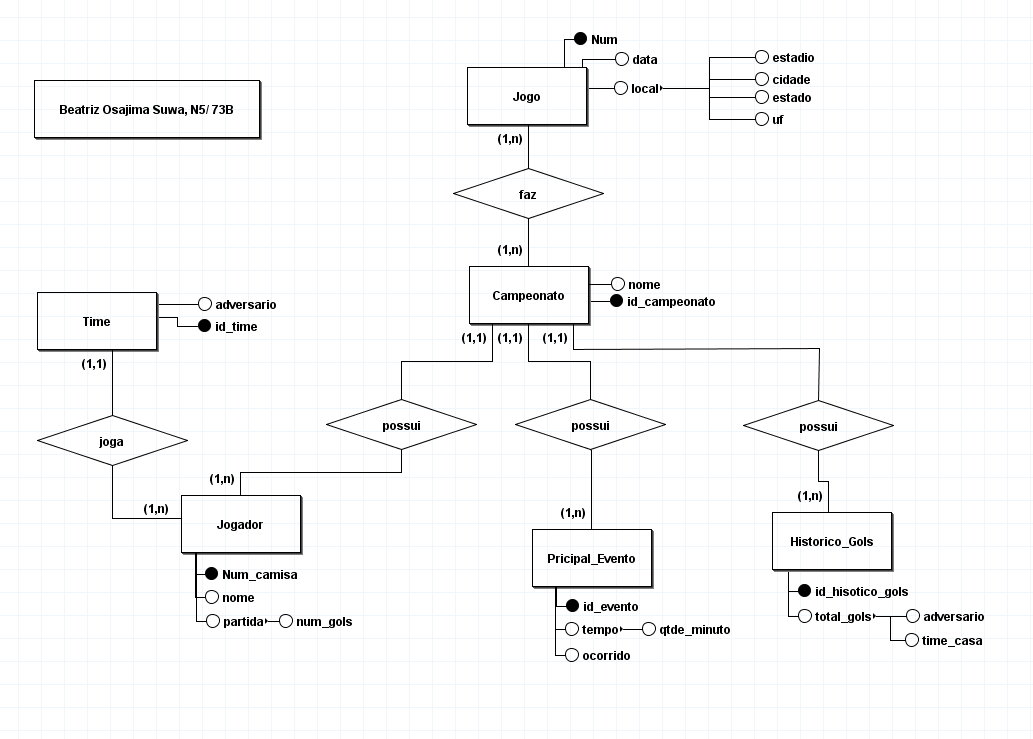 Num
data
estadio
Beatriz Osajima Suwa, N5/ 73B
Jogo
local
cidade
estado
uf
(1,n)
faz
(1,n)
Campeonato
nome
id_campeonato
Time
adversario
id_time
(1,1)
(1,1)
(1,1)
(1,1)
joga
possui
possui
possui
(1,n)
(1,n)
(1,n)
(1,n)
Jogador
Pricipal_Evento
Historico_Gols
Num_camisa
nome
partida
num_gols
id_evento
tempo
qtde_minuto
ocorrido
id_hisotico_gols
total_gols
adversario
time_casa